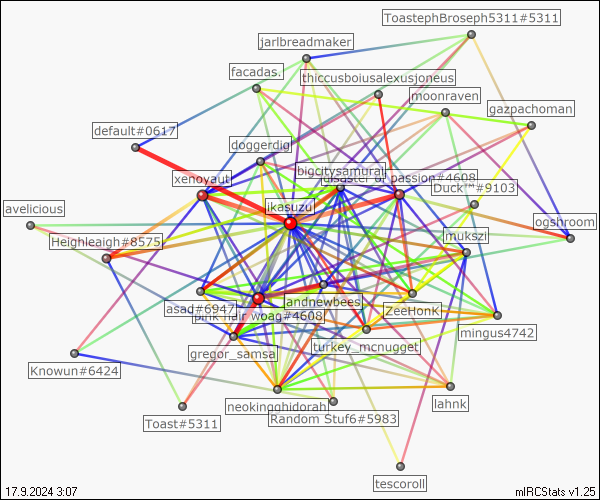 ToastephBroseph5311#5311
jarlbreadmaker
facadas.
thiccusboiusalexusjoneus
moonraven
gazpachoman
default#0617
doggerdig
bigcitysamurai
disaster of passion#4608
xenoyaut
Duck™#9103
avelicious
ikasuzu
ogshroom
Heighleaigh#8575
mukszi
andnewbees
asad#6947
pink hair woag#4608
ZeeHonk
mingus4742
gregor_samsa
turkey_mcnugget
Knowun#6424
neokingghidorah
lahnk
Random Stuf6#5983
Toast#5311
tescoroll
17.9.2024 3:07
mIRCStats v1.25